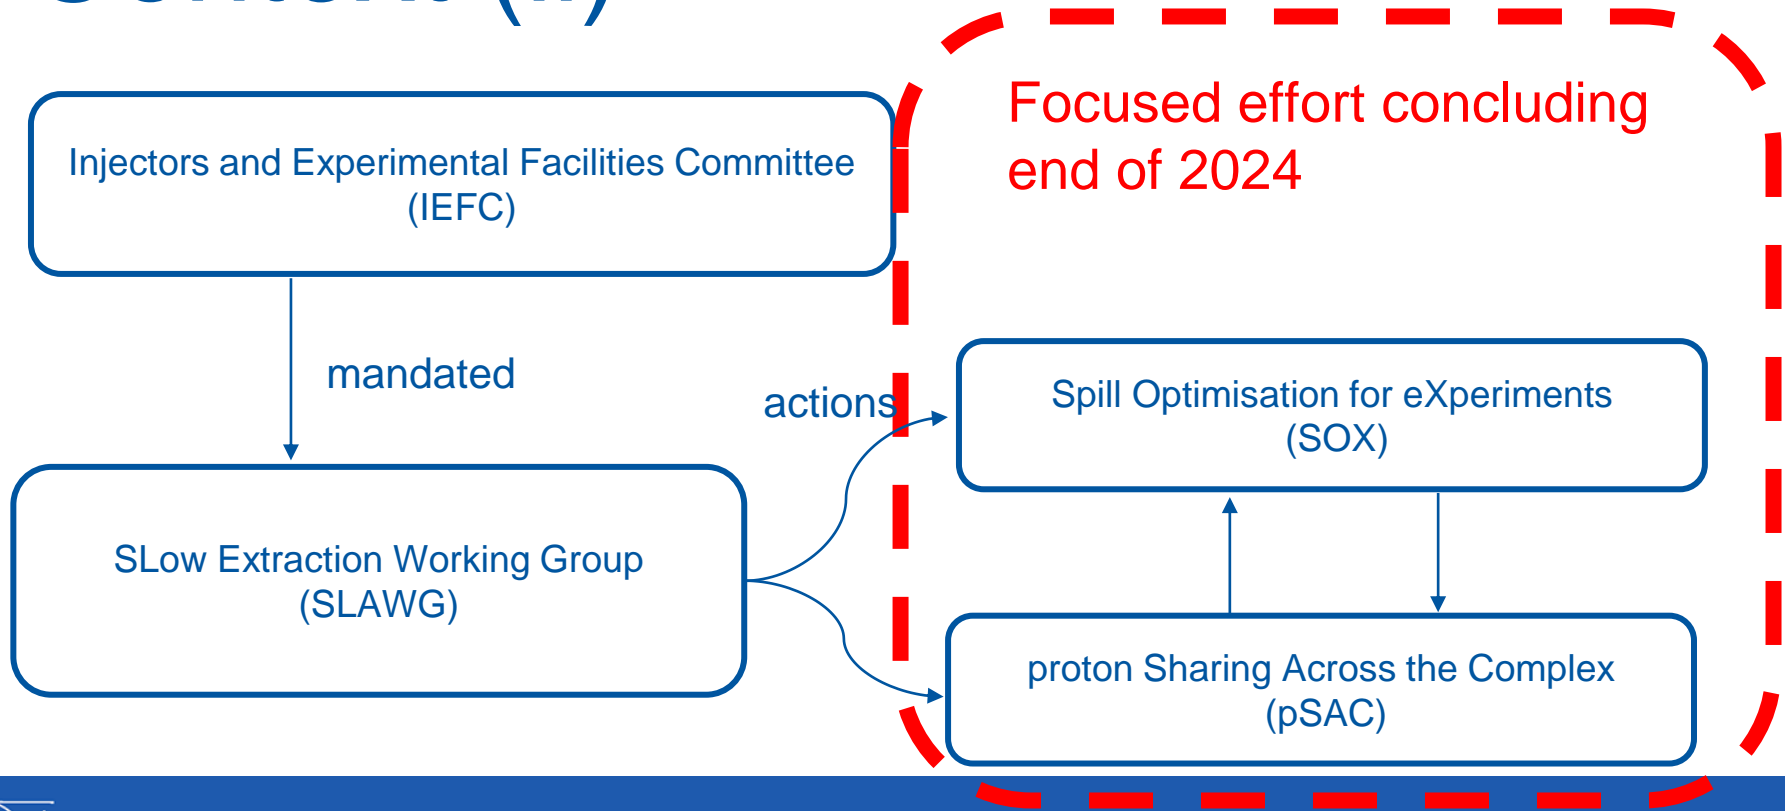 Focused effort concluding
end of 2024
Injectors and Experimental Facilities Committee
(IEFC)
mandated
actions
Spill Optimisation for eXperiments
(SOX)
SLow Extraction Working Group
(SLAWG)
proton Sharing Across the Complex
(pSAC)